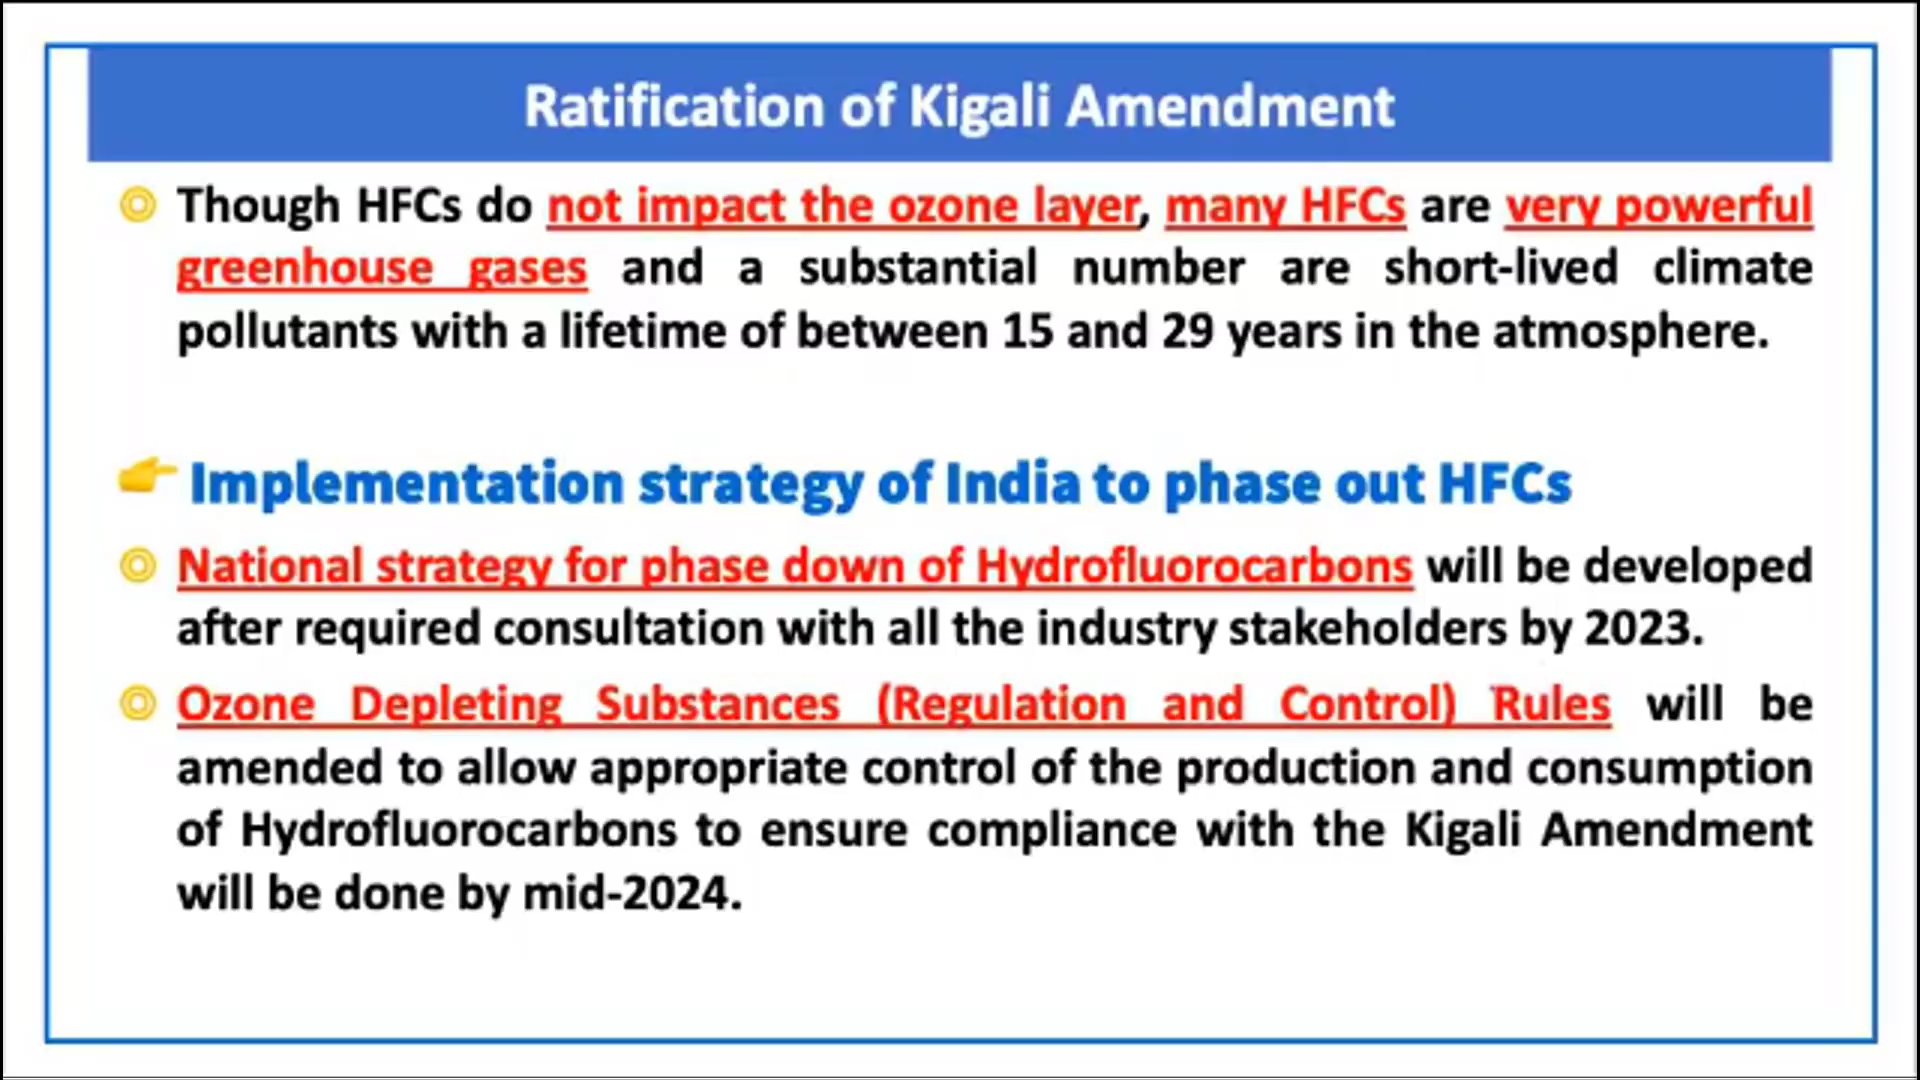 Ratification of Kigali Amendment
Though HFCs do not impact the ozone layer, many HFCs are very powerful
greenhouse gases and a substantial number are short-lived climate
pollutants with a lifetime of between 15 and 29 years in the atmosphere.
Implementation strategy of India to phase out HFCs
National strategy for phase down of Hydrofluorocarbons will be developed
after required consultation with all the industry stakeholders by 2023.
Ozone Depleting Substances (Regulation and Control) Rules will be
amended to allow appropriate control of the production and consumption
of Hydrofluorocarbons to ensure compliance with the Kigali Amendment
will be done by mid-2024.